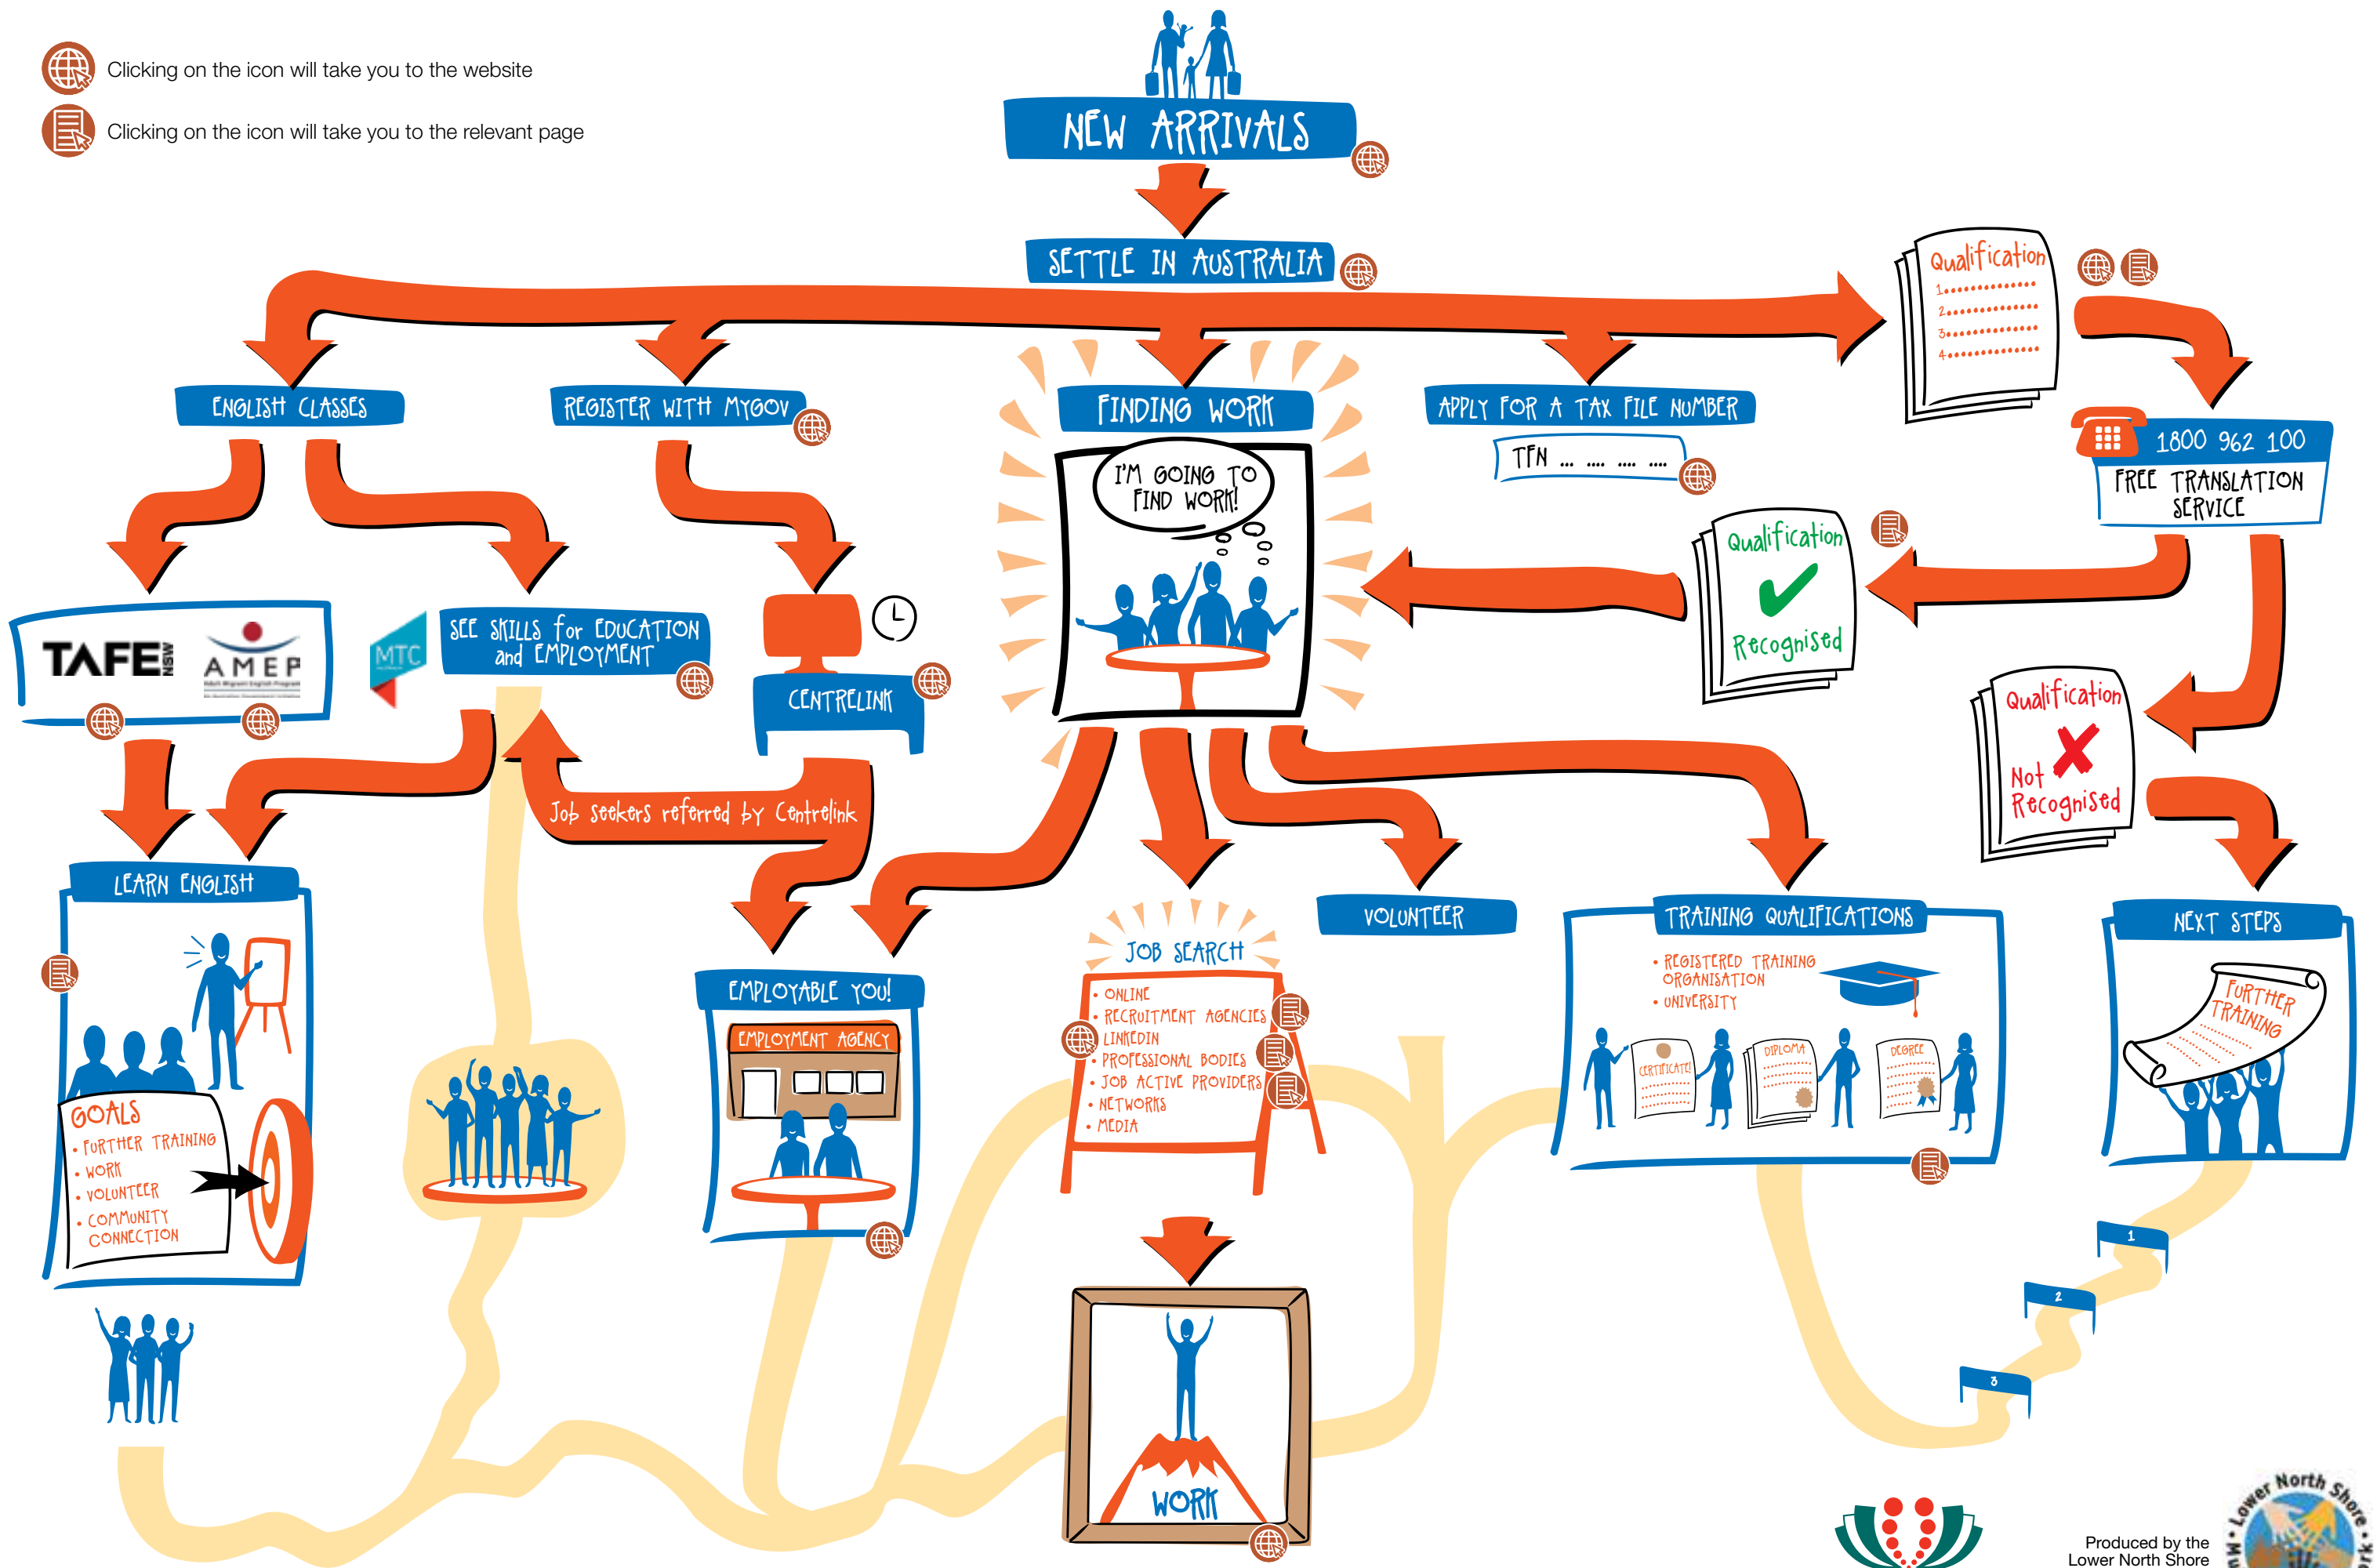 Clicking on the icon will take you to the website
Clicking on the icon will take you to the relevant page
NEW ARRIVALS
SETTLE IN AUSTRALIA
Qualification
1..............
2..............
3..............
4..............
ENGLISH CLASSES
REGISTER WITH MYGOV
FINDING WORK
APPLY FOR A TAX FILE NUMBER
TFN ... .... .... ....
1800 962 100
FREE TRANSLATION
SERVICE
I'M GOING TO
FIND WORK!
Qualification
Recognised
TAFE NSW
AMEP
MTC
SEE SKILLS for EDUCATION
and EMPLOYMENT
CENTRELINK
Qualification
Not
Recognised
Job seekers referred by Centrelink
LEARN ENGLISH
GOALS
• FURTHER TRAINING
• WORK
• VOLUNTEER
• COMMUNITY
CONNECTION
EMPLOYABLE YOU!
EMPLOYMENT AGENCY
JOB SEARCH
• ONLINE
• RECRUITMENT AGENCIES
LINKEDIN
• PROFESSIONAL BODIES
• JOB ACTIVE PROVIDERS
• NETWORKS
• MEDIA
VOLUNTEER
TRAINING QUALIFICATIONS
• REGISTERED TRAINING
ORGANISATION
• UNIVERSITY
CERTIFICATE!
DIPLOMA
DEGREE
NEXT STEPS
FURTHER
TRAINING
1
2
3
WORK
Produced by the
Lower North Shore
Lower North Shore